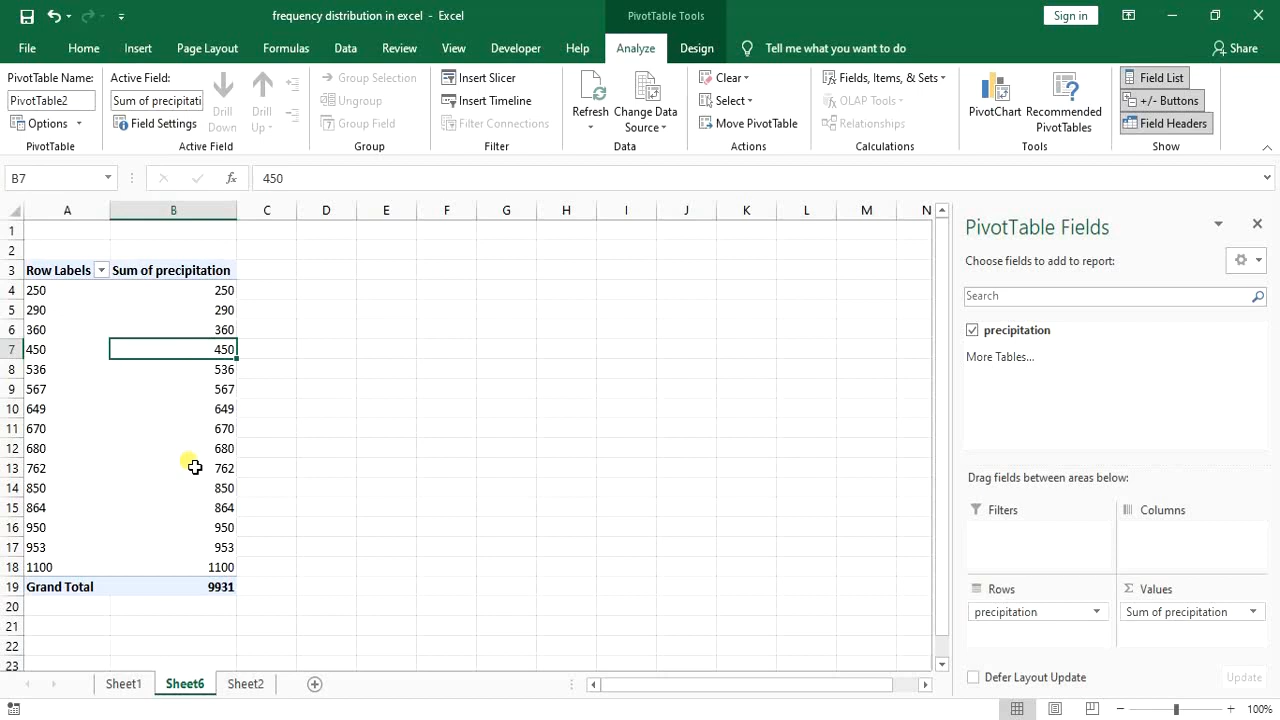 frequency distribution in excel - Excel
PivotTable Tools
Sign in
File Home Insert Page Layout Formulas Data Review View Developer Help Analyze Design Tell me what you want to do Share
PivotTable Name:
PivotTable2
Options
PivotTable
Active Field:
Sum of precipitati
Field Settings
Drill Down
Drill Up
Active Field
Group Selection
Ungroup
Group Field
Group
Insert Slicer
Insert Timeline
Filter Connections
Filter
Refresh
Change Data Source
Data
Clear
Select
Move PivotTable
Actions
Fields, Items, & Sets
OLAP Tools
Relationships
Calculations
PivotChart
Recommended PivotTables
Tools
Field List
+/- Buttons
Field Headers
Show
B7
fx
450
A B C D E F G H I J K L M N
1
2
3 Row Labels Sum of precipitation
4 250 250
5 290 290
6 360 360
7 450 450
8 536 536
9 567 567
10 649 649
11 670 670
12 680 680
13 762 762
14 850 850
15 864 864
16 950 950
17 953 953
18 1100 1100
19 Grand Total 9931
20
21
22
23
PivotTable Fields
Choose fields to add to report:
Search
precipitation
More Tables...
Drag fields between areas below:
Filters
Columns
Rows
Σ Values
precipitation
Sum of precipitation
Defer Layout Update
Update
Sheet1 Sheet6 Sheet2
100%